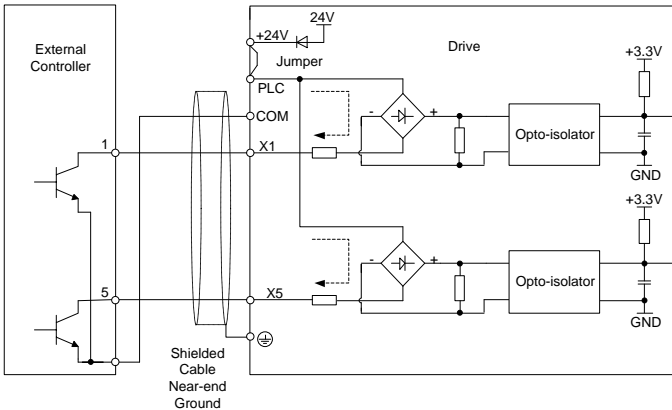 External
Controller
1
5
24V
+24V
Jumper
PLC
COM
X1
X5
Drive
-
+
Opto-isolator
+3.3V
GND
-
+
Opto-isolator
+3.3V
GND
Shielded
Cable
Near-end
Ground